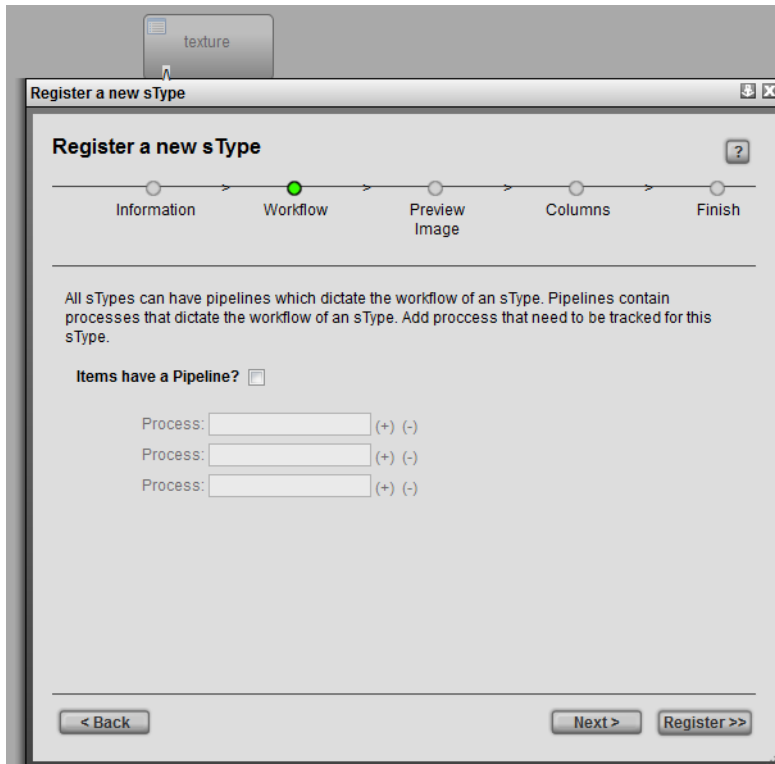 texture
Register a new sType
Register a new sType
?
> > > >
Information Workflow Preview Image Columns Finish
All sTypes can have pipelines which dictate the workflow of an sType. Pipelines contain
processes that dictate the workflow of an sType. Add proccess that need to be tracked for this
sType.
Items have a Pipeline?
Process: (+) (-)
Process: (+) (-)
Process: (+) (-)
< Back Next > Register >>